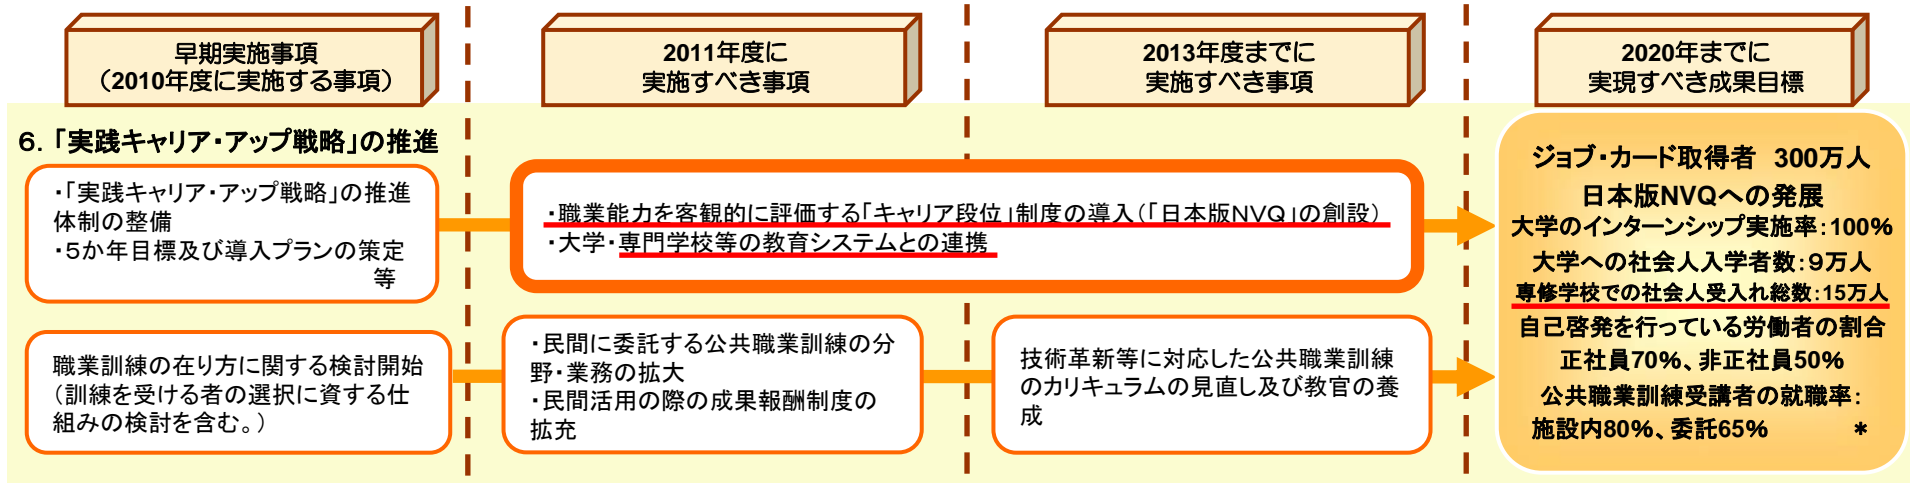 早期実施事項
（2010年度に実施する事項）
2011年度に
実施すべき事項
2013年度までに
実施すべき事項
2020年までに
実現すべき成果目標
６．「実践キャリア・アップ戦略」の推進
・「実践キャリア・アップ戦略」の推進
体制の整備
・５か年目標及び導入プランの策定
等
・職業能力を客観的に評価する「キャリア段位」制度の導入（「日本版ＮＶＱ」の創設）
・大学・専門学校等の教育システムとの連携
職業訓練の在り方に関する検討開始
（訓練を受ける者の選択に資する仕
組みの検討を含む。）
・民間に委託する公共職業訓練の分
野・業務の拡大
・民間活用の際の成果報酬制度の
拡充
技術革新等に対応した公共職業訓練
のカリキュラムの見直し及び教官の養
成
ジョブ・カード取得者　300万人
日本版NVQへの発展
大学のインターンシップ実施率：100%
大学への社会人入学者数：９万人
専修学校での社会人受入れ総数：15万人
自己啓発を行っている労働者の割合
正社員70%、非正社員50%
公共職業訓練受講者の就職率：
施設内80%、委託65%　　　＊